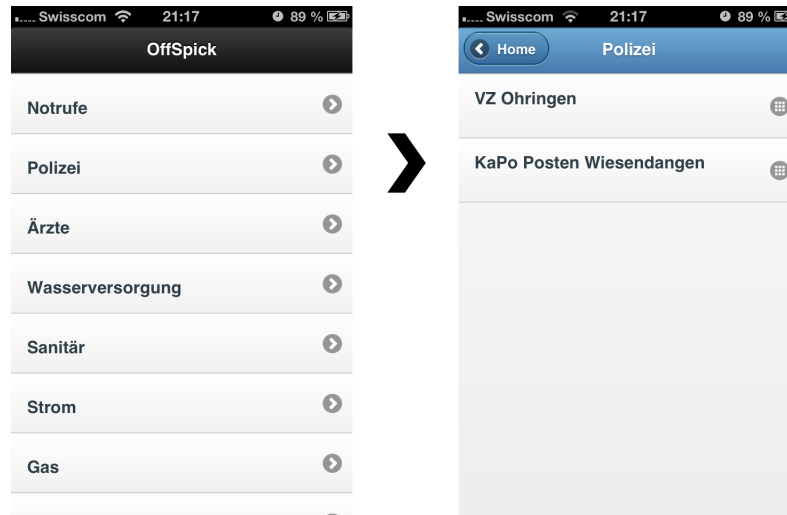 Swisscom 21:17 89 %
OffSpick
Notrufe
Polizei
Ärzte
Wasserversorgung
Sanitär
Strom
Gas
Swisscom 21:17 89 %
Home Polizei
VZ Ohringen
KaPo Posten Wiesendangen